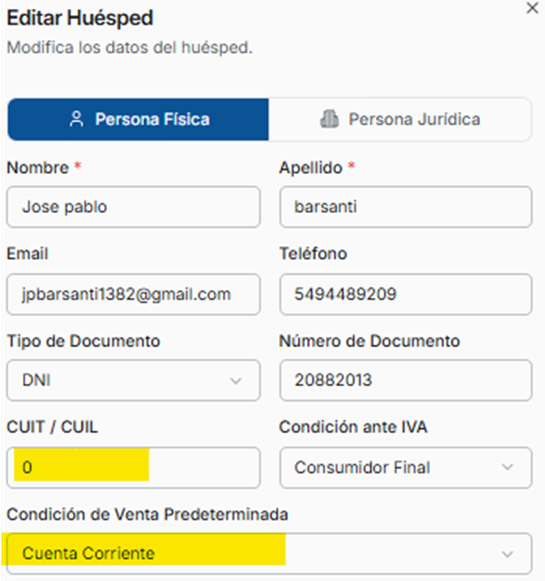 Editar Huésped
Modifica los datos del huésped.
Persona Física
Persona Jurídica
Nombre *
Apellido *
Jose pablo
barsanti
Email
Teléfono
jpbarsanti1382@gmail.com
5494489209
Tipo de Documento
Número de Documento
DNI
20882013
CUIT / CUIL
Condición ante IVA
0
Consumidor Final
Condición de Venta Predeterminada
Cuenta Corriente